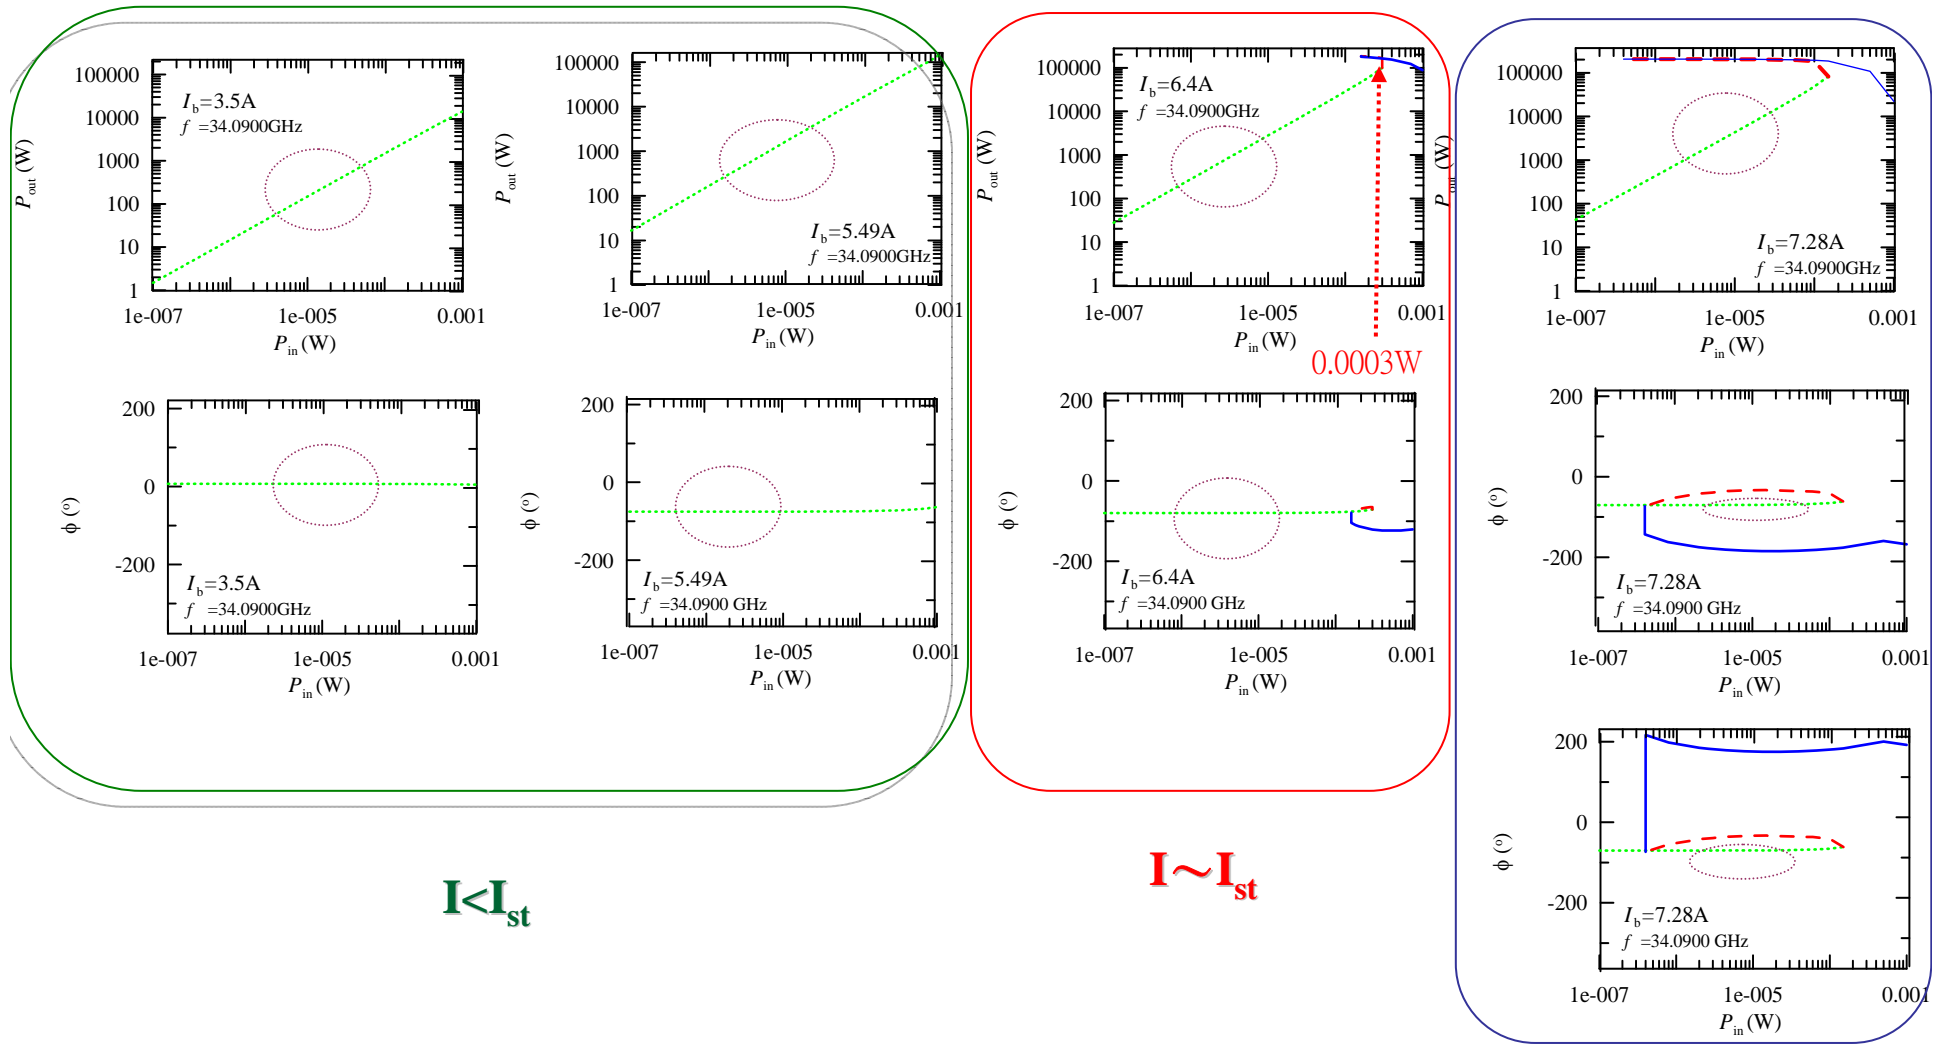 100000
10000
1000
100
10
1
P_out (W)
I_b=3.5A
f =34.0900GHz
1e-007 1e-005 0.001
P_in (W)
100000
10000
1000
100
10
1
P_out (W)
I_b=5.49A
f =34.0900GHz
1e-007 1e-005 0.001
P_in (W)
200
0
-200
ϕ (°)
I_b=3.5A
f =34.0900GHz
1e-007 1e-005 0.001
P_in (W)
200
0
-200
ϕ (°)
I_b=5.49A
f =34.0900 GHz
1e-007 1e-005 0.001
P_in (W)
I<I_st
100000
10000
1000
100
10
1
P_out (W)
I_b=6.4A
f =34.0900GHz
1e-007 1e-005 0.001
P_in (W)
0.0003W
200
0
-200
ϕ (°)
I_b=6.4A
f =34.0900 GHz
1e-007 1e-005 0.001
P_in (W)
I～I_st
100000
10000
1000
100
10
1
P_out (W)
I_b=7.28A
f =34.0900GHz
1e-007 1e-005 0.001
P_in (W)
200
0
-200
ϕ (°)
I_b=7.28A
f =34.0900 GHz
1e-007 1e-005 0.001
P_in (W)
200
0
-200
ϕ (°)
I_b=7.28A
f =34.0900 GHz
1e-007 1e-005 0.001
P_in (W)